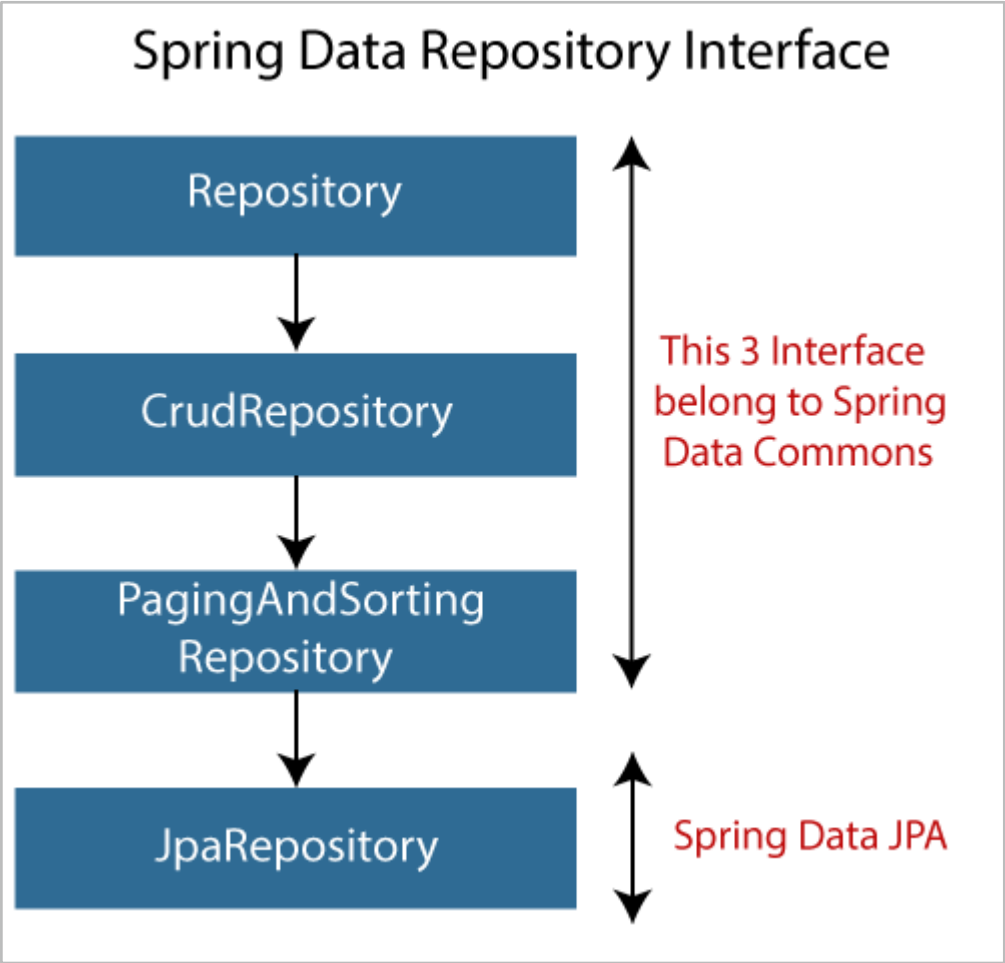 Spring Data Repository Interface
Repository
CrudRepository
This 3 Interface
belong to Spring
Data Commons
PagingAndSorting
Repository
JpaRepository
Spring Data JPA